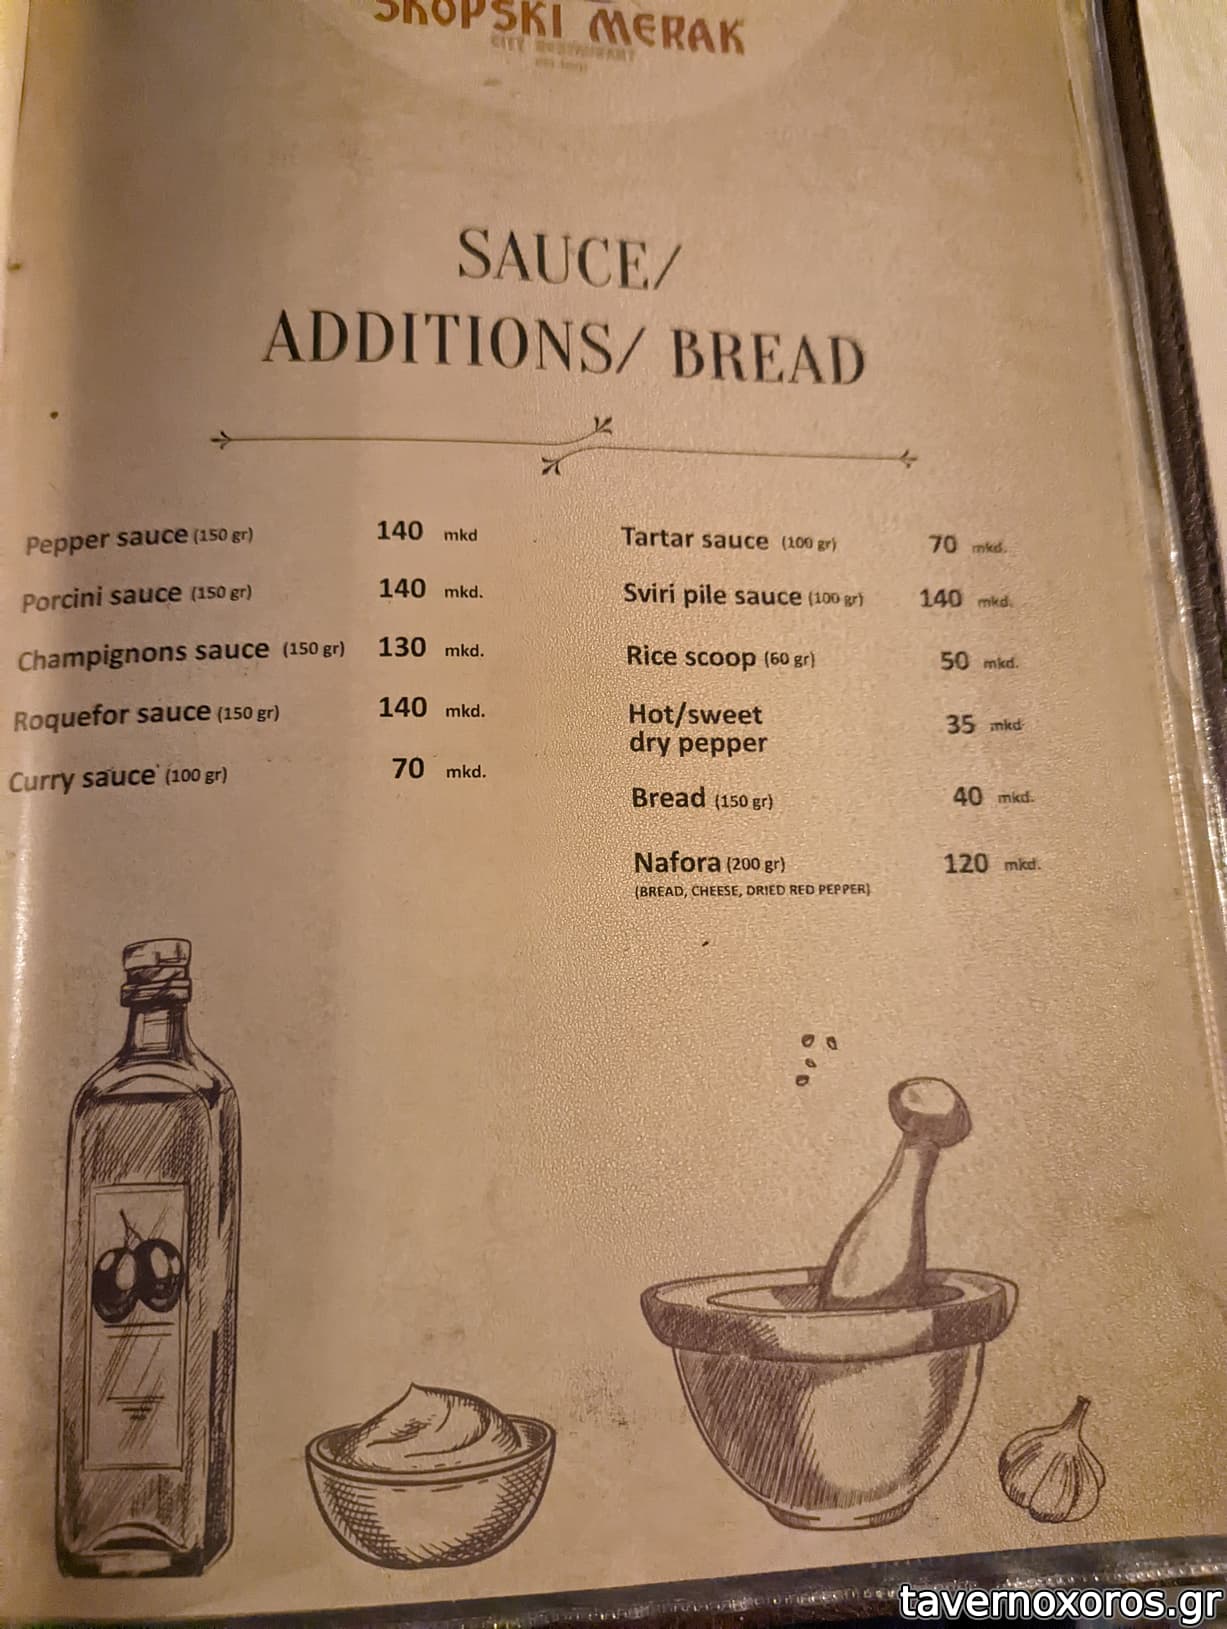 SKOPSKI MERAK
CITY RESTAURANT
SAUCE/
ADDITIONS/ BREAD
Pepper sauce (150 gr) 140 mkd
Porcini sauce (150 gr) 140 mkd.
Champignons sauce (150 gr) 130 mkd.
Roquefor sauce (150 gr) 140 mkd.
Curry sauce (100 gr) 70 mkd.
Tartar sauce (100 gr) 70 mkd.
Sviri pile sauce (100 gr) 140 mkd.
Rice scoop (60 gr) 50 mkd.
Hot/sweet
dry pepper 35 mkd
Bread (150 gr) 40 mkd.
Nafora (200 gr) 120 mkd.
(BREAD, CHEESE, DRIED RED PEPPER)
tavernoxoros.gr